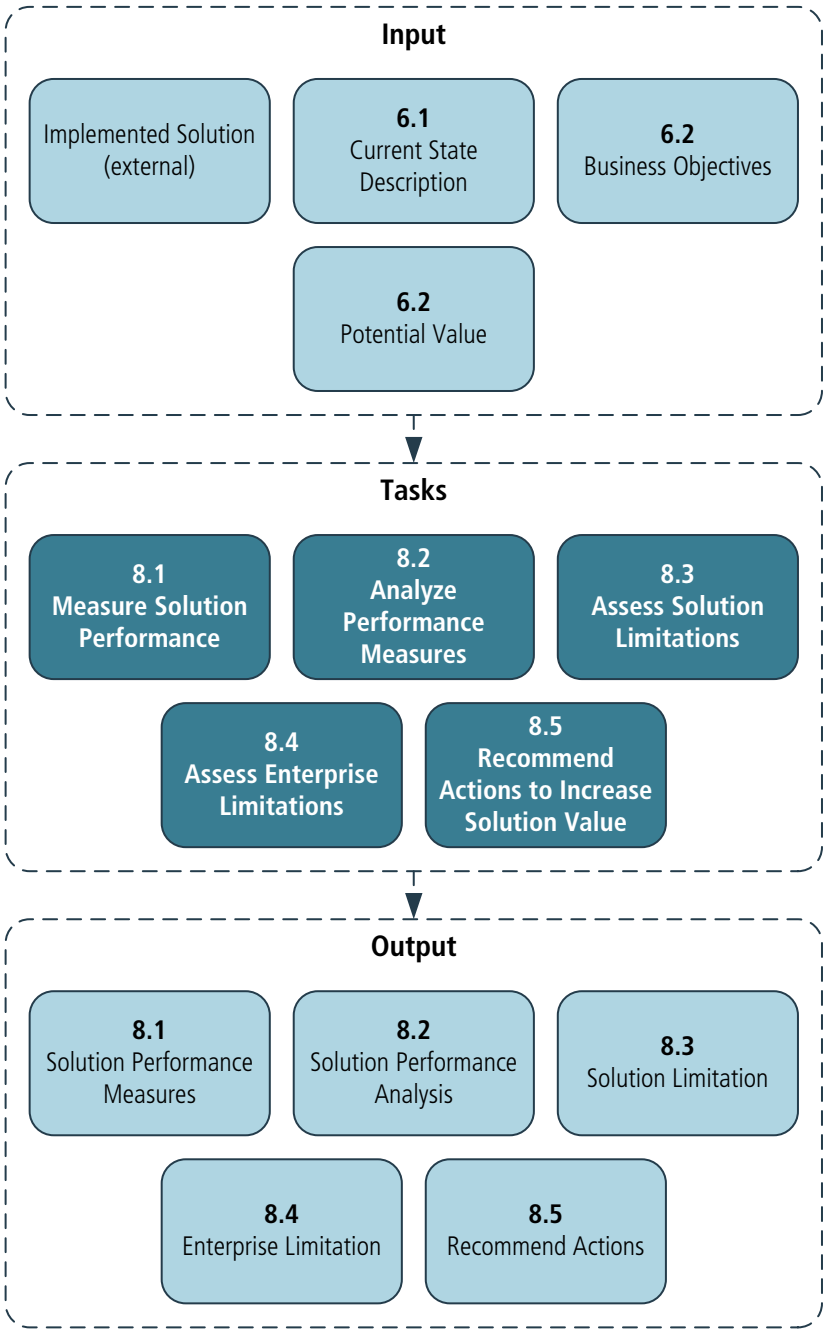 Input
Implemented Solution
(external)
6.1
Current State
Description
6.2
Business Objectives
6.2
Potential Value
Tasks
8.1
Measure Solution
Performance
8.2
Analyze
Performance
Measures
8.3
Assess Solution
Limitations
8.4
Assess Enterprise
Limitations
8.5
Recommend
Actions to Increase
Solution Value
Output
8.1
Solution Performance
Measures
8.2
Solution Performance
Analysis
8.3
Solution Limitation
8.4
Enterprise Limitation
8.5
Recommend Actions